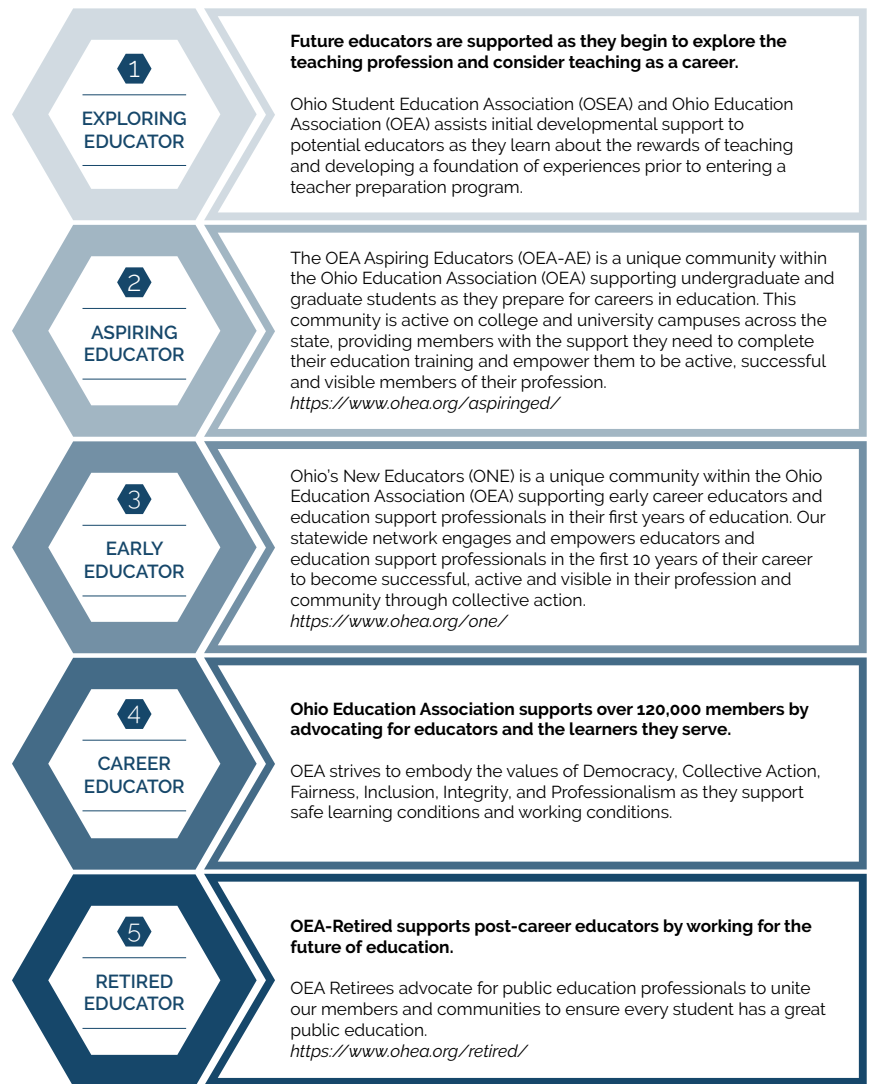 1
EXPLORING
EDUCATOR
Future educators are supported as they begin to explore the
teaching profession and consider teaching as a career.
Ohio Student Education Association (OSEA) and Ohio Education
Association (OEA) assists initial developmental support to
potential educators as they learn about the rewards of teaching
and developing a foundation of experiences prior to entering a
teacher preparation program.
2
ASPIRING
EDUCATOR
The OEA Aspiring Educators (OEA-AE) is a unique community within
the Ohio Education Association (OEA) supporting undergraduate and
graduate students as they prepare for careers in education. This
community is active on college and university campuses across the
state, providing members with the support they need to complete
their education training and empower them to be active, successful
and visible members of their profession.
https://www.ohea.org/aspiringed/
3
EARLY
EDUCATOR
Ohio's New Educators (ONE) is a unique community within the Ohio
Education Association (OEA) supporting early career educators and
education support professionals in their first years of education. Our
statewide network engages and empowers educators and
education support professionals in the first 10 years of their career
to become successful, active and visible in their profession and
community through collective action.
https://www.ohea.org/one/
4
CAREER
EDUCATOR
Ohio Education Association supports over 120,000 members by
advocating for educators and the learners they serve.
OEA strives to embody the values of Democracy, Collective Action,
Fairness, Inclusion, Integrity, and Professionalism as they support
safe learning conditions and working conditions.
5
RETIRED
EDUCATOR
OEA-Retired supports post-career educators by working for the
future of education.
OEA Retirees advocate for public education professionals to unite
our members and communities to ensure every student has a great
public education.
https://www.ohea.org/retired/